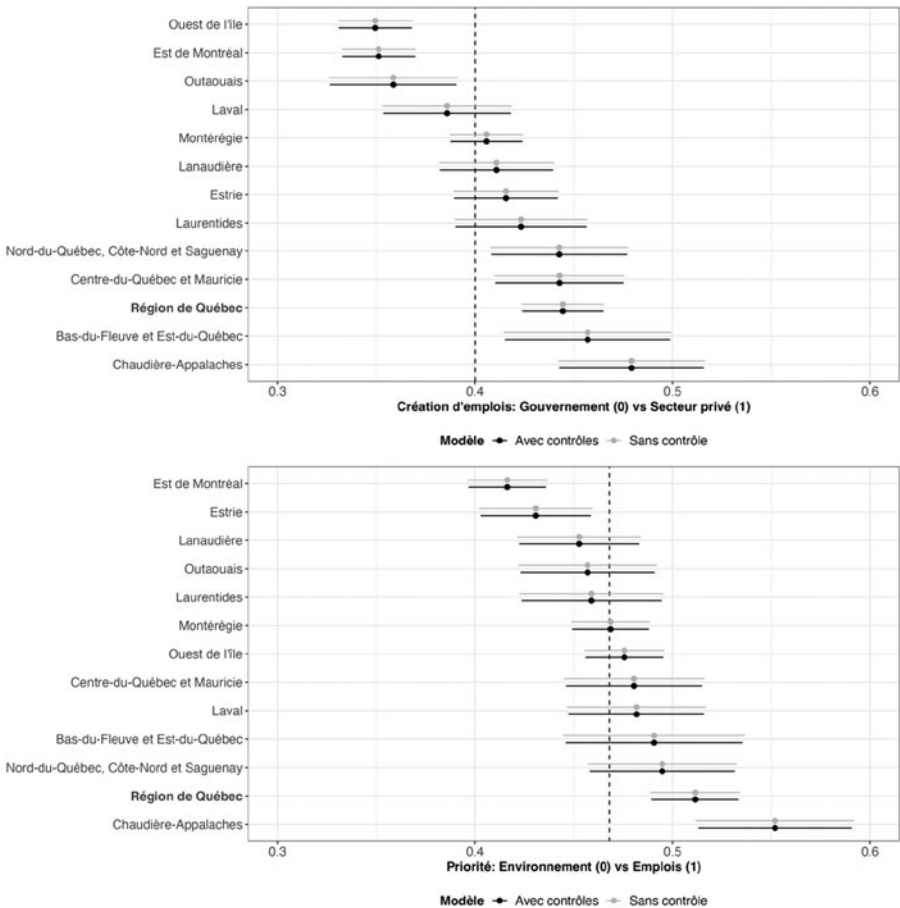 Ouest de l'île
Est de Montréal
Outaouais
Laval
Montérégie
Lanaudière
Estrie
Laurentides
Nord-du-Québec, Côte-Nord et Saguenay
Centre-du-Québec et Mauricie
Région de Québec
Bas-du-Fleuve et Est-du-Québec
Chaudière-Appalaches
0.3 0.4 0.5 0.6
Création d'emplois: Gouvernement (0) vs Secteur privé (1)
Modèle Avec contrôles Sans contrôle
Est de Montréal
Estrie
Lanaudière
Outaouais
Laurentides
Montérégie
Ouest de l'île
Centre-du-Québec et Mauricie
Laval
Bas-du-Fleuve et Est-du-Québec
Nord-du-Québec, Côte-Nord et Saguenay
Région de Québec
Chaudière-Appalaches
0.3 0.4 0.5 0.6
Priorité: Environnement (0) vs Emplois (1)
Modèle Avec contrôles Sans contrôle